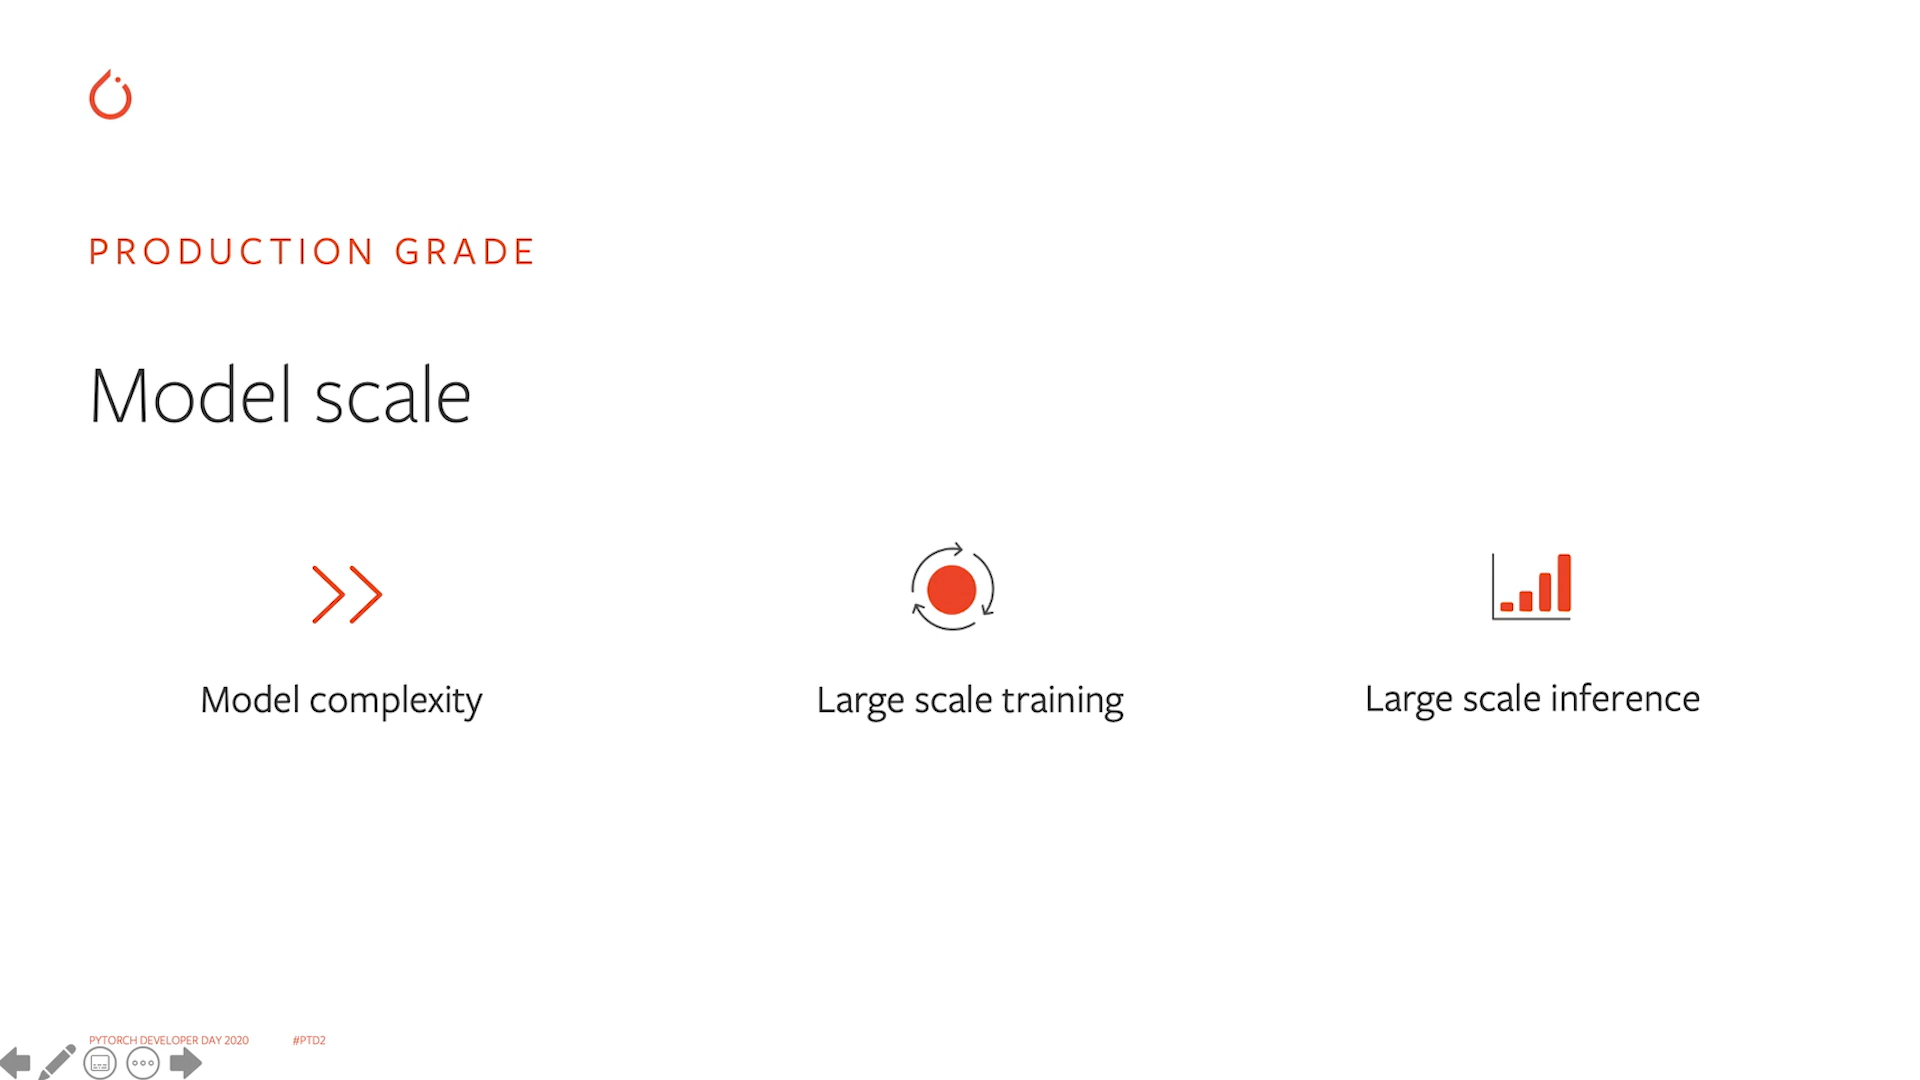 PRODUCTION GRADE
Model scale
Model complexity
Large scale training
Large scale inference
PYTORCH DEVELOPER DAY 2020
#PTD2